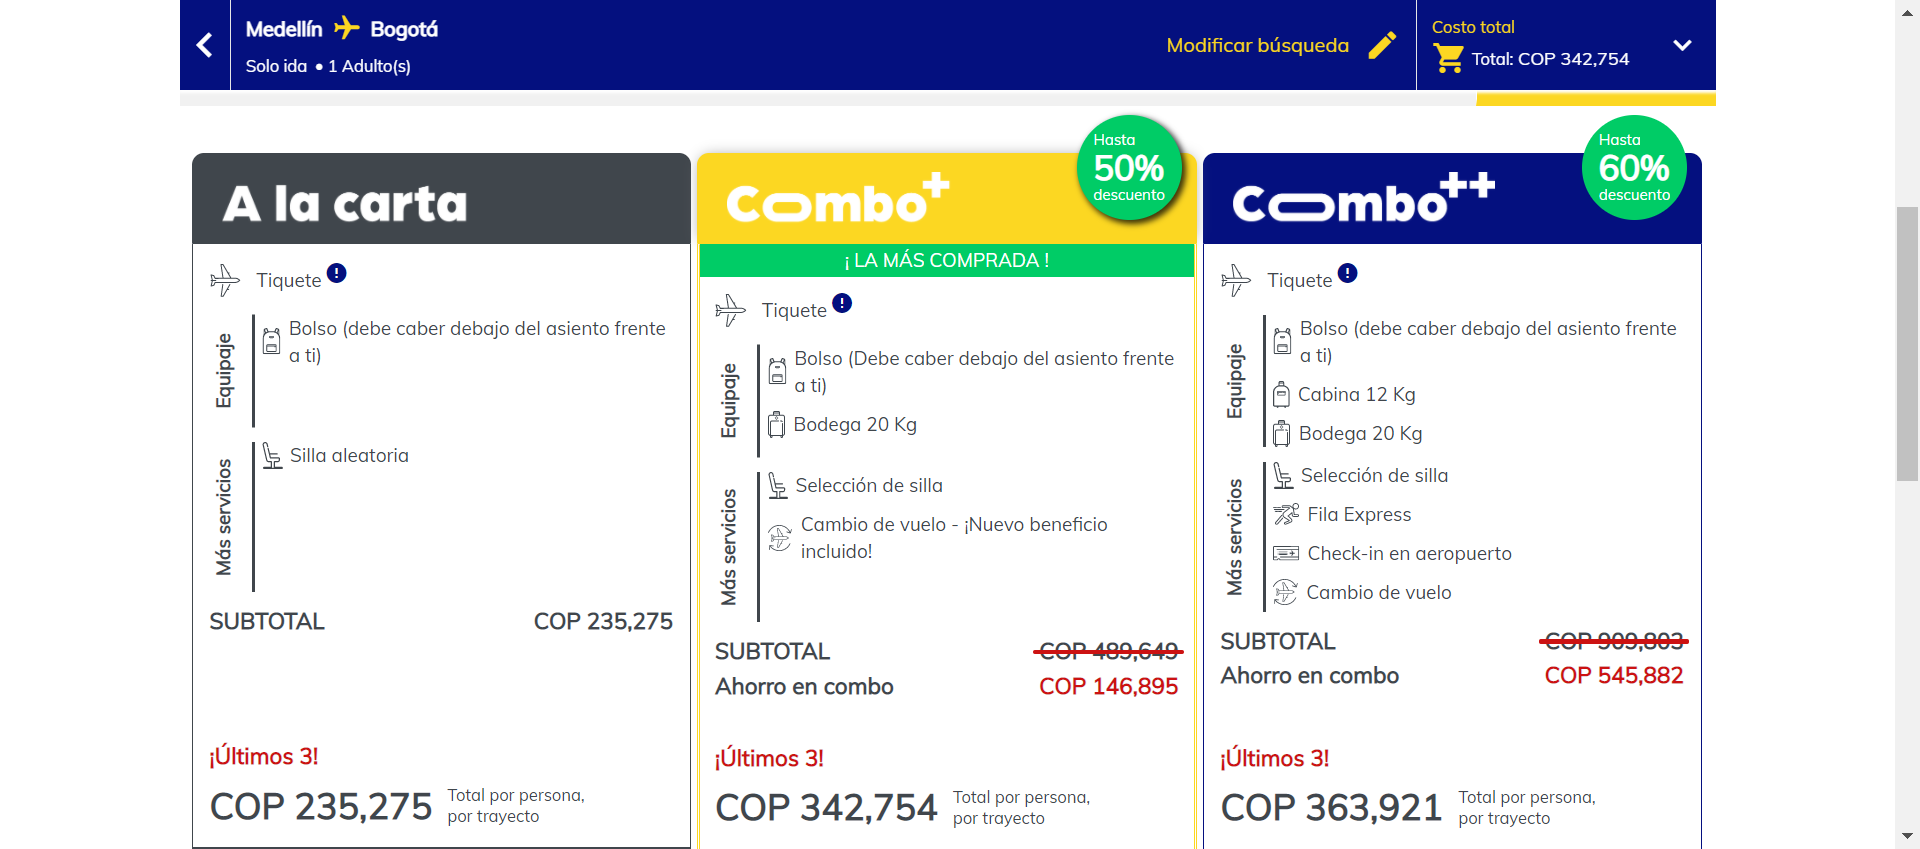 Medellín Bogotá
Solo ida • 1 Adulto(s)
Modificar búsqueda
Costo total
Total: COP 342,754
A la carta
Tiquete
Equipaje
Bolso (debe caber debajo del asiento frente
a ti)
Más servicios
Silla aleatoria
SUBTOTAL COP 235,275
¡Últimos 3!
COP 235,275
Total por persona,
por trayecto
Combo+
Hasta
50%
descuento
¡ LA MÁS COMPRADA !
Tiquete
Equipaje
Bolso (Debe caber debajo del asiento frente
a ti)
Bodega 20 Kg
Más servicios
Selección de silla
Cambio de vuelo - ¡Nuevo beneficio
incluido!
SUBTOTAL COP 489,649
Ahorro en combo COP 146,895
¡Últimos 3!
COP 342,754
Total por persona,
por trayecto
Combo++
Hasta
60%
descuento
Tiquete
Equipaje
Bolso (debe caber debajo del asiento frente
a ti)
Cabina 12 Kg
Bodega 20 Kg
Más servicios
Selección de silla
Fila Express
Check-in en aeropuerto
Cambio de vuelo
SUBTOTAL COP 909,803
Ahorro en combo COP 545,882
¡Últimos 3!
COP 363,921
Total por persona,
por trayecto